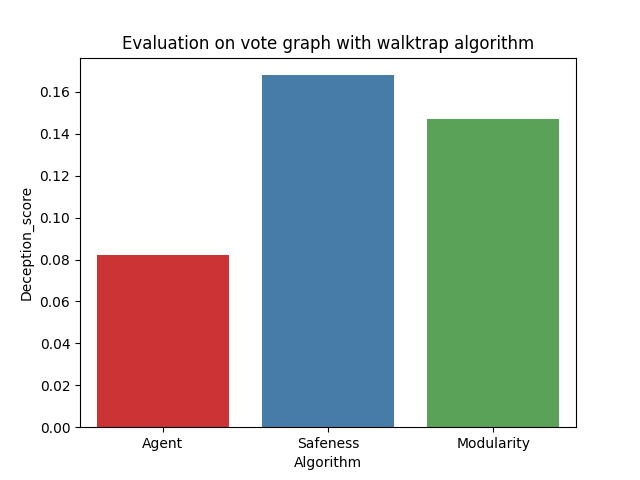 Evaluation on vote graph with walktrap algorithm
0.16
0.14
0.12
0.10
0.08
0.06
0.04
0.02
0.00
Deception_score
Agent
Safeness
Modularity
Algorithm